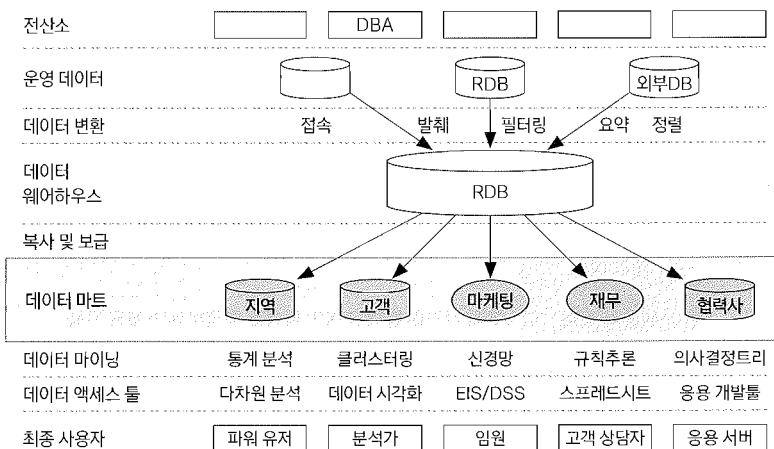 전산소 DBA
운영 데이터 RDB 외부DB
데이터 변환 접속 발췌 필터링 요약 정렬
데이터
웨어하우스
RDB
복사 및 보급
데이터 마트 지역 고객 마케팅 재무 협력사
데이터 마이닝 통계 분석 클러스터링 신경망 규칙추론 의사결정트리
데이터 액세스 툴 다차원 분석 데이터 시각화 EIS/DSS 스프레드시트 응용 개발툴
최종 사용자 파워 유저 분석가 임원 고객 상담자 응용 서버